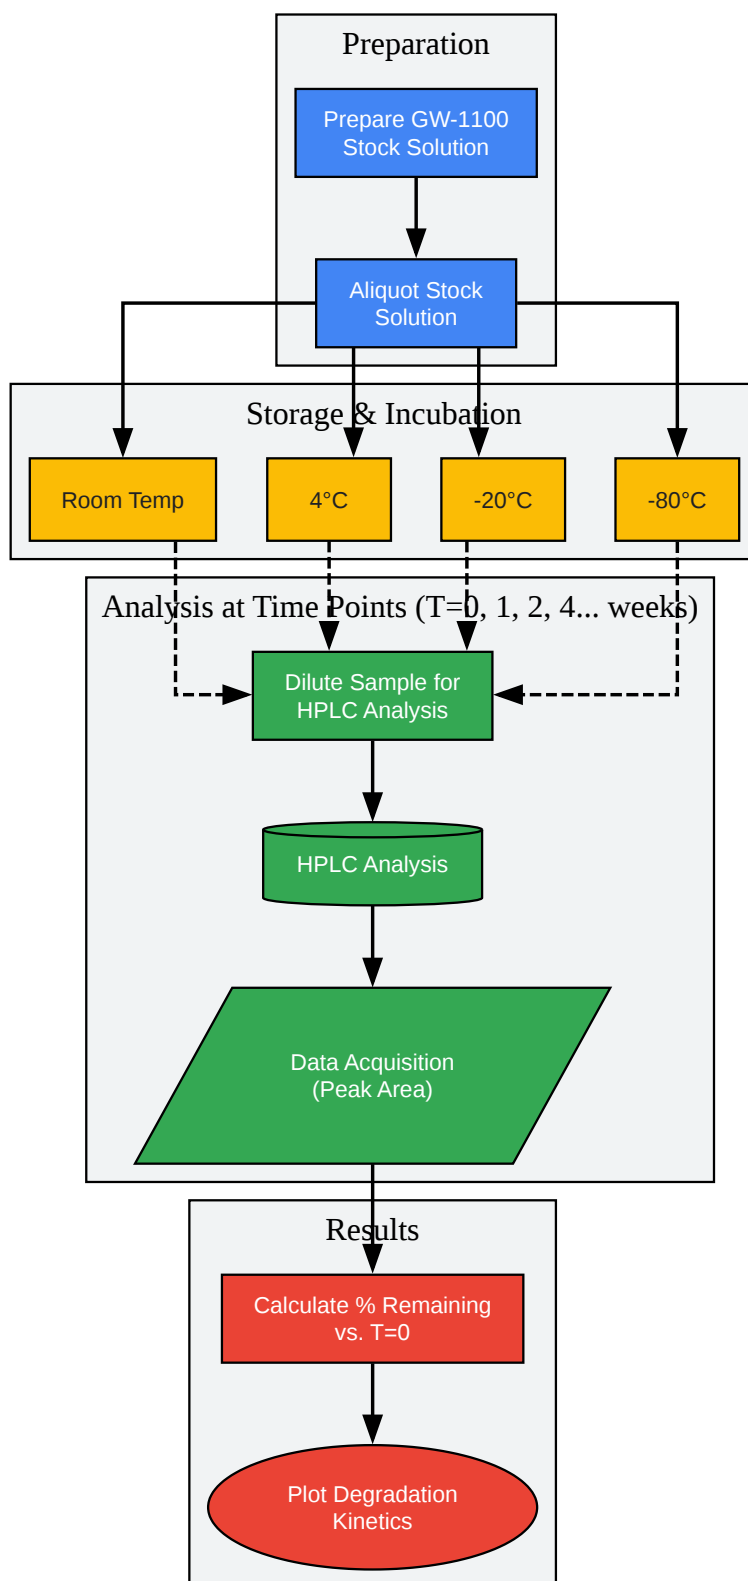 Preparation
Prepare GW-1100
Stock Solution
Aliquot Stock
Solution
Storage & Incubation
Room Temp
4°C
-20°C
-80°C
Analysis at Time Points (T=0, 1, 2, 4... weeks)
Dilute Sample for
HPLC Analysis
HPLC Analysis
Data Acquisition
(Peak Area)
Results
Calculate % Remaining
vs. T=0
Plot Degradation
Kinetics